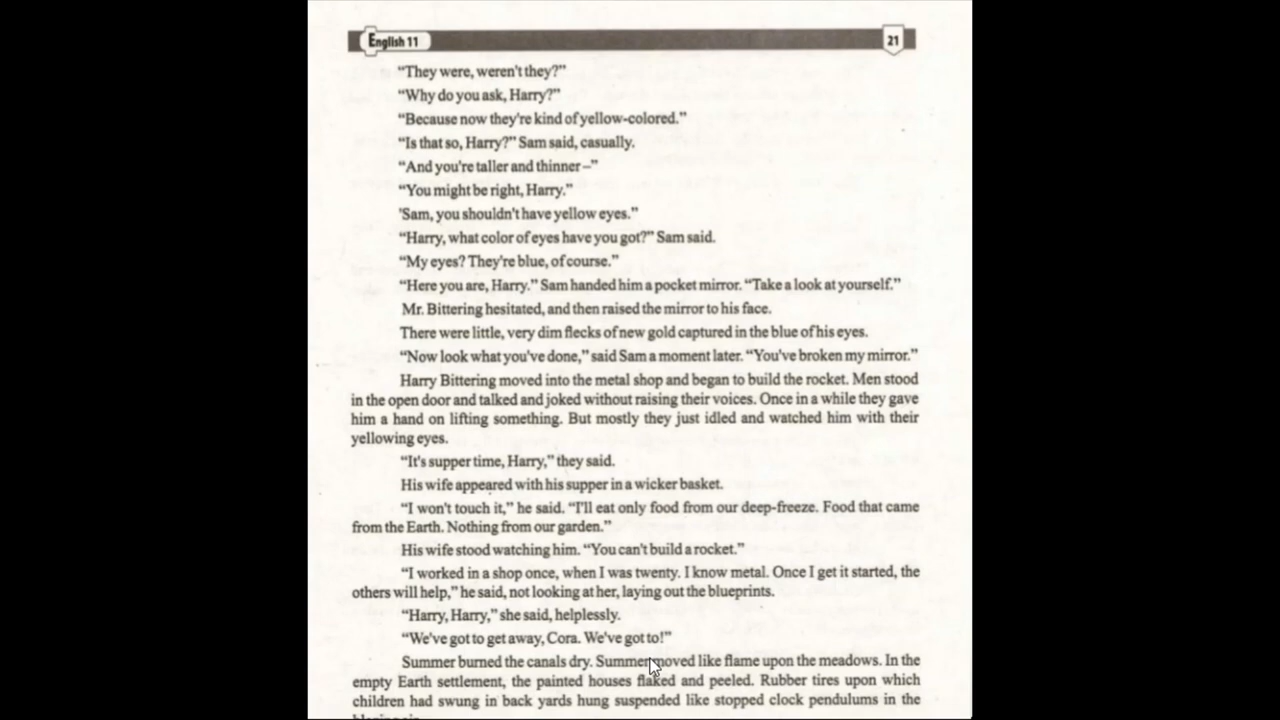 English 11
21
“They were, weren't they?”
“Why do you ask, Harry?”
“Because now they're kind of yellow-colored.”
“Is that so, Harry?” Sam said, casually.
“And you're taller and thinner –”
“You might be right, Harry.”
'Sam, you shouldn't have yellow eyes.”
“Harry, what color of eyes have you got?” Sam said.
“My eyes? They're blue, of course.”
“Here you are, Harry.” Sam handed him a pocket mirror. “Take a look at yourself.”
Mr. Bittering hesitated, and then raised the mirror to his face.
There were little, very dim flecks of new gold captured in the blue of his eyes.
“Now look what you've done,” said Sam a moment later. “You've broken my mirror.”
Harry Bittering moved into the metal shop and began to build the rocket. Men stood
in the open door and talked and joked without raising their voices. Once in a while they gave
him a hand on lifting something. But mostly they just idled and watched him with their
yellowing eyes.
“It's supper time, Harry,” they said.
His wife appeared with his supper in a wicker basket.
“I won't touch it,” he said. “I'll eat only food from our deep-freeze. Food that came
from the Earth. Nothing from our garden.”
His wife stood watching him. “You can't build a rocket.”
“I worked in a shop once, when I was twenty. I know metal. Once I get it started, the
others will help,” he said, not looking at her, laying out the blueprints.
“Harry, Harry,” she said, helplessly.
“We've got to get away, Cora. We've got to!”
Summer burned the canals dry. Summer moved like flame upon the meadows. In the
empty Earth settlement, the painted houses flaked and peeled. Rubber tires upon which
children had swung in back yards hung suspended like stopped clock pendulums in the